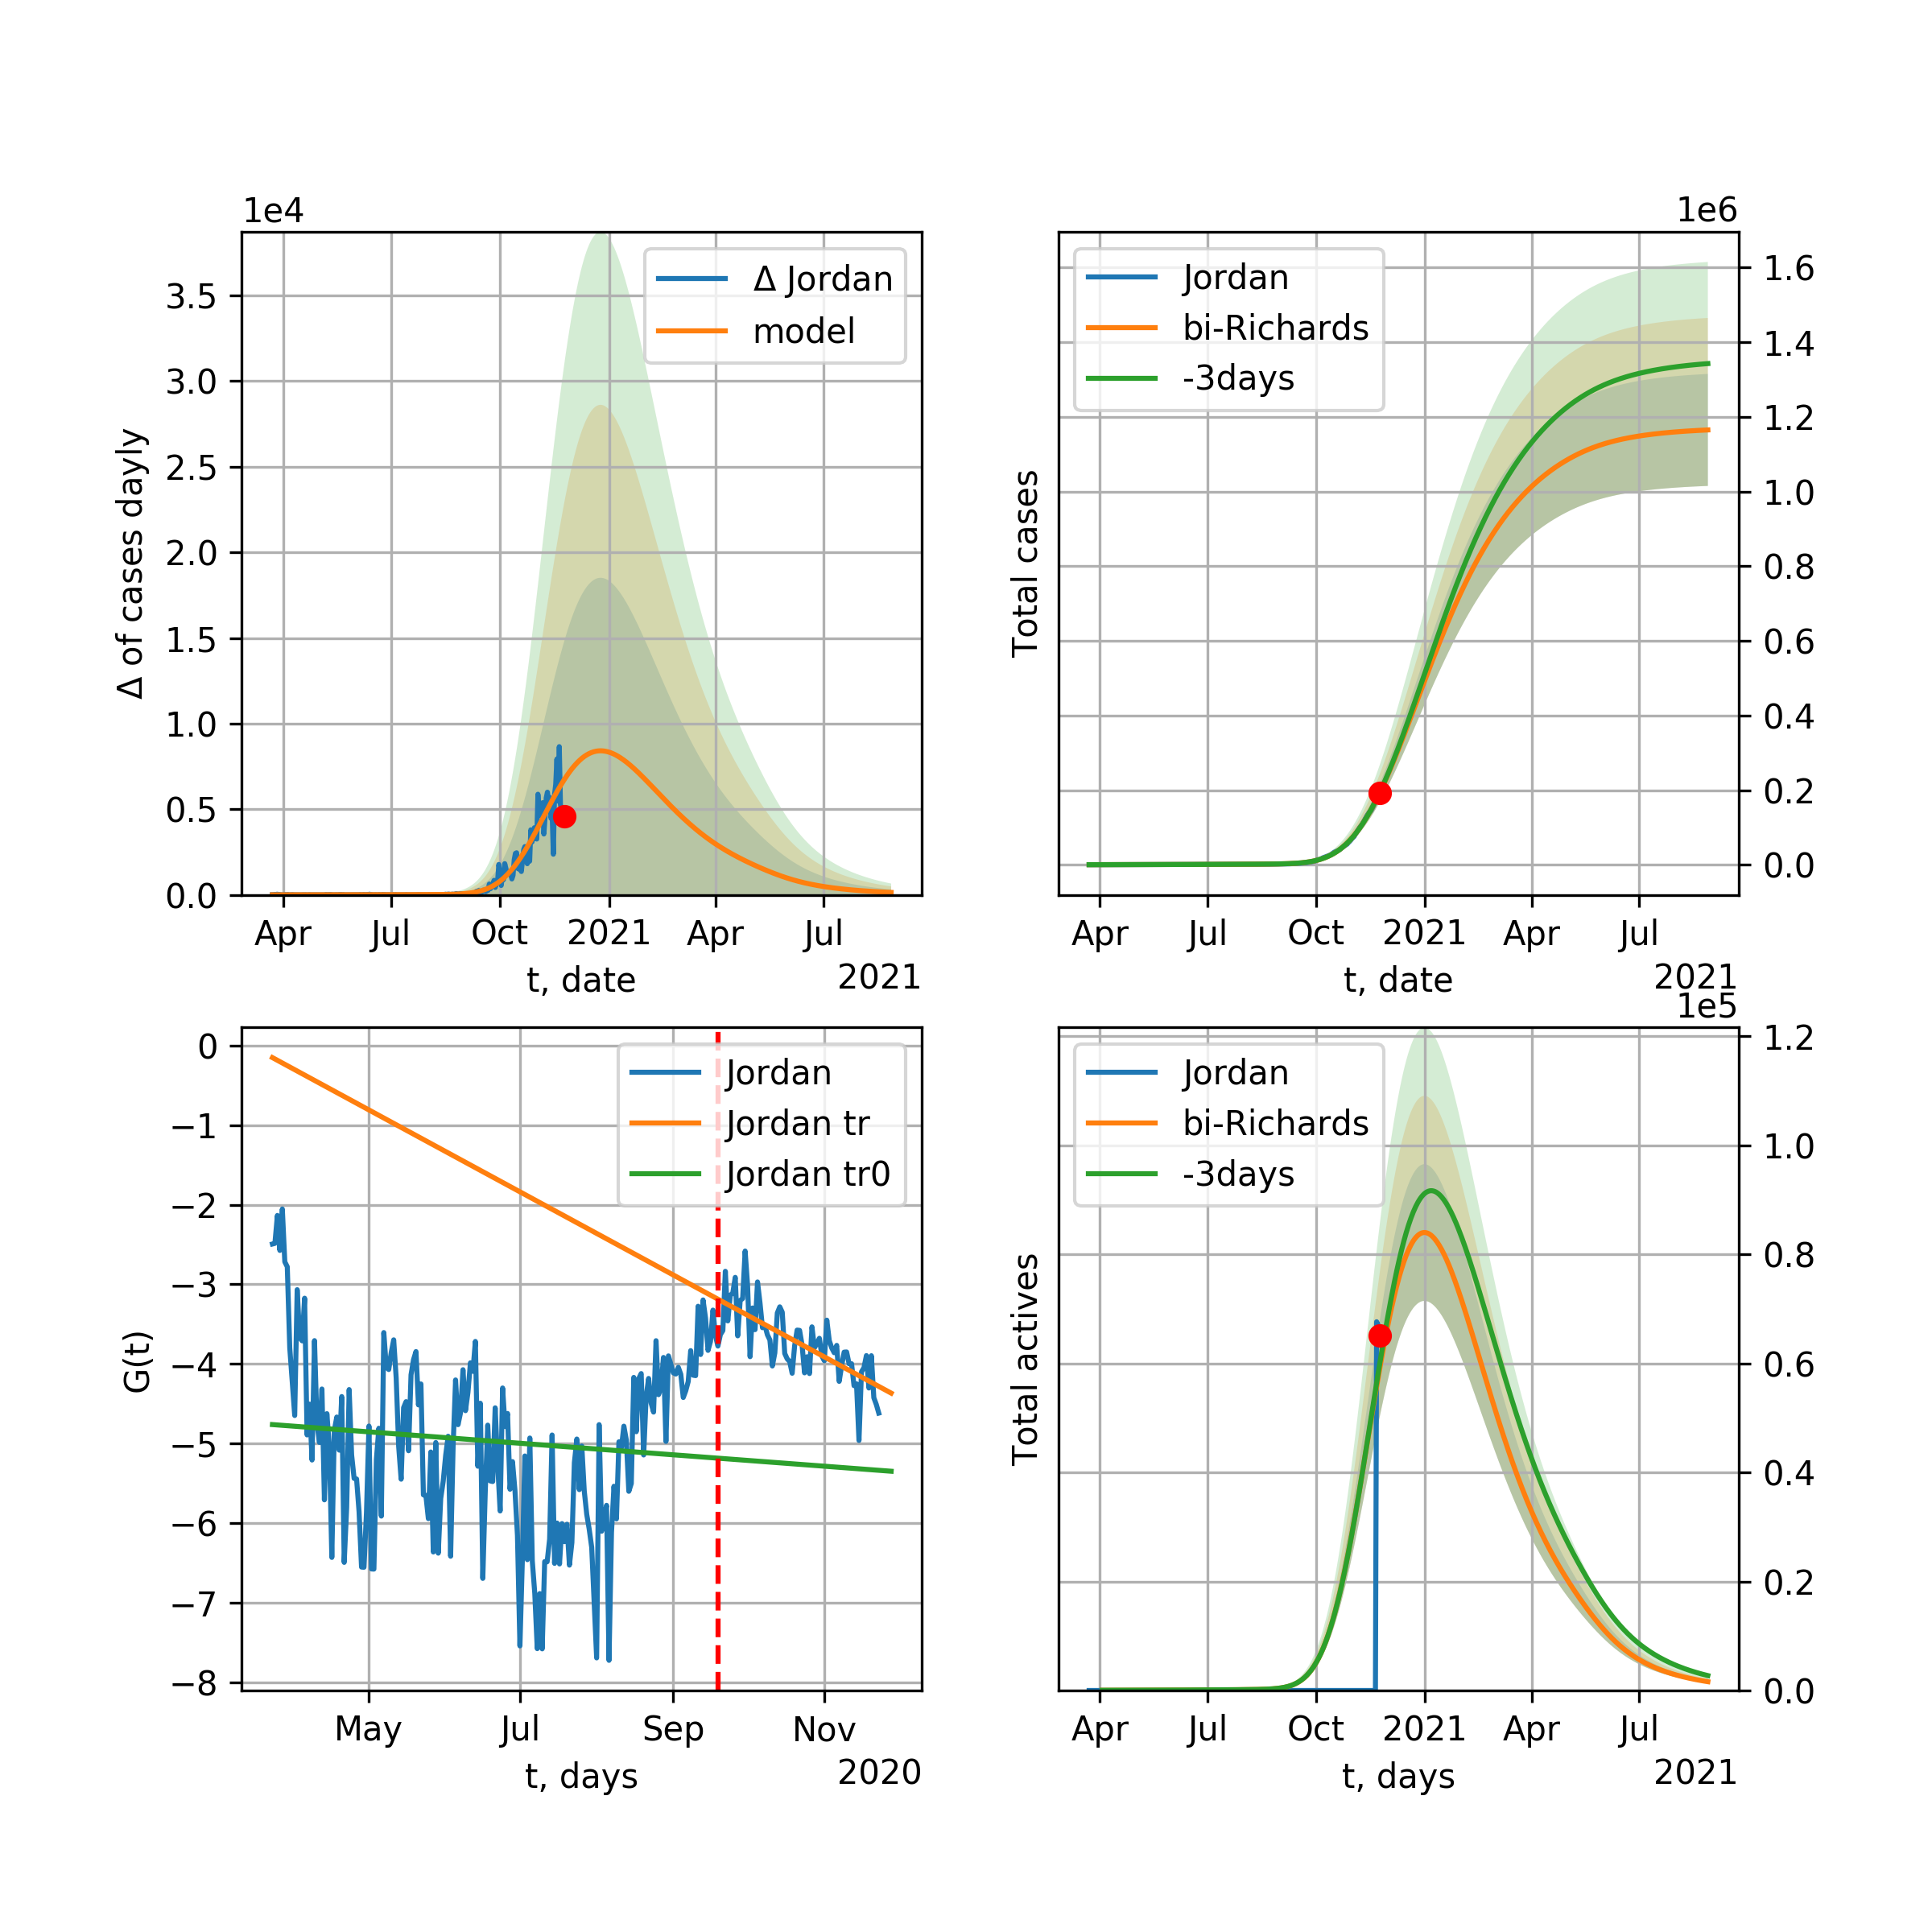 1e4
Δ of cases dayly
3.5
3.0
2.5
2.0
1.5
1.0
0.5
0.0
Δ Jordan
model
Apr Jul Oct 2021 Apr Jul
t, date
2021
1e6
Total cases
Jordan
bi-Richards
-3days
1.6
1.4
1.2
1.0
0.8
0.6
0.4
0.2
0.0
Apr Jul Oct 2021 Apr Jul
t, date
2021
G(t)
0
−1
−2
−3
−4
−5
−6
−7
−8
Jordan
Jordan tr
Jordan tr0
May Jul Sep Nov
t, days
2020
1e5
Total actives
Jordan
bi-Richards
-3days
1.2
1.0
0.8
0.6
0.4
0.2
0.0
Apr Jul Oct 2021 Apr Jul
t, days
2021